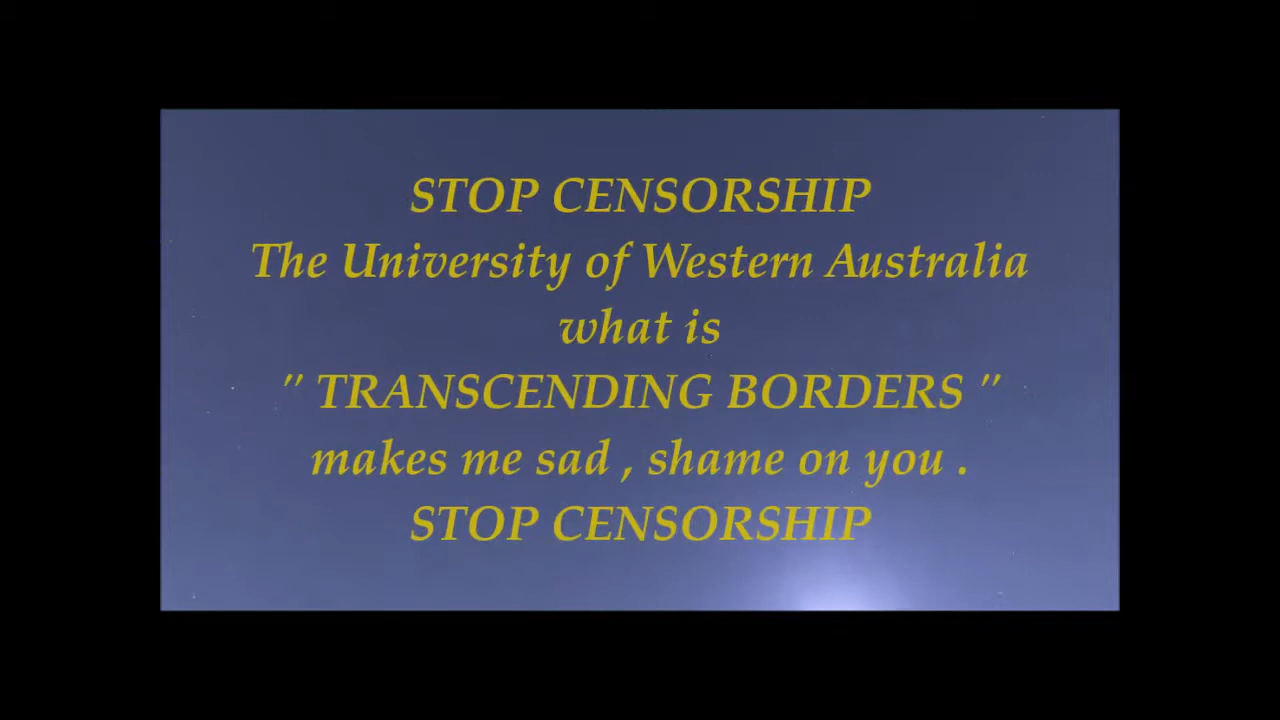 STOP CENSORSHIP
The University of Western Australia
what is
" TRANSCENDING BORDERS "
makes me sad , shame on you .
STOP CENSORSHIP